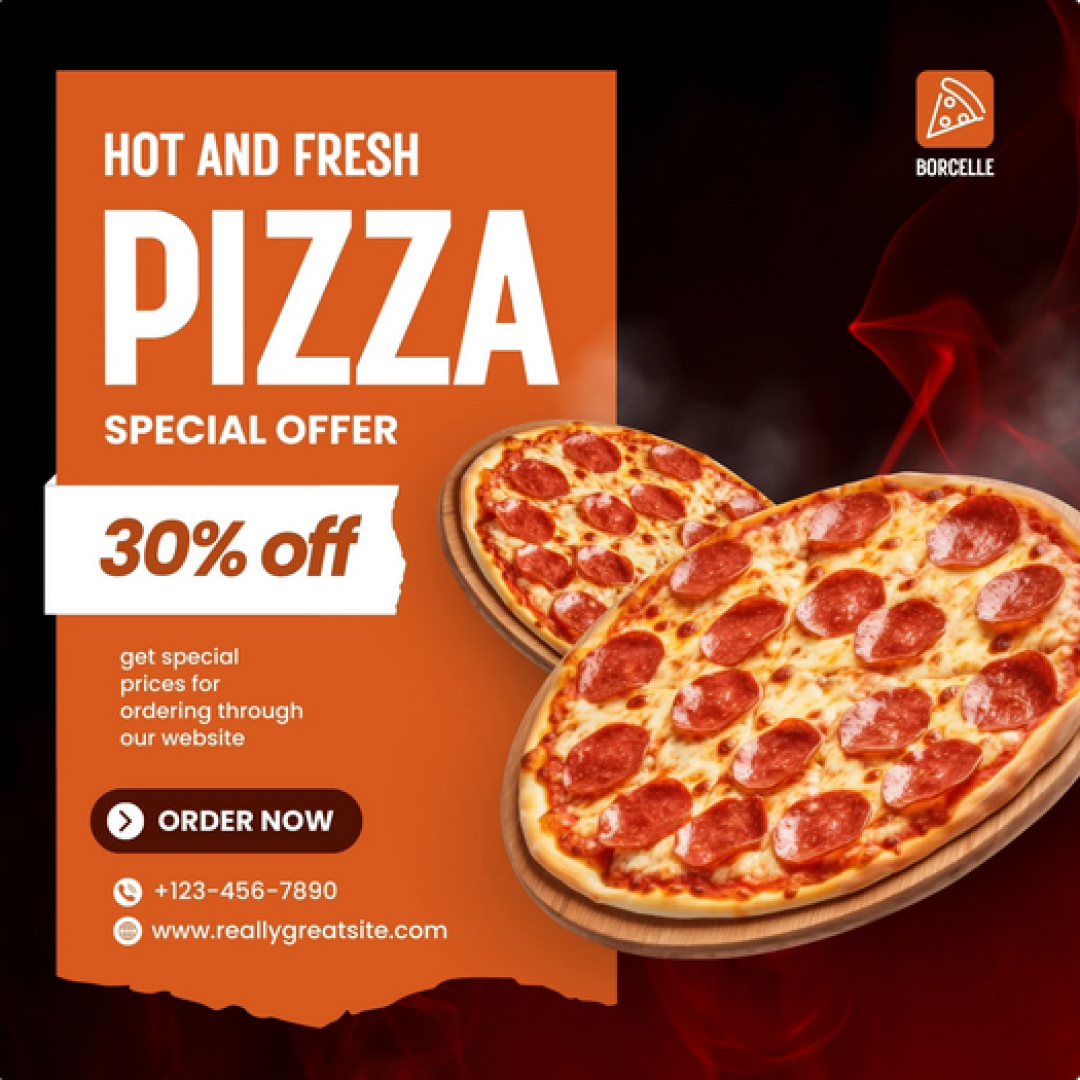 HOT AND FRESH
PIZZA
SPECIAL OFFER
30% off
get special
prices for
ordering through
our website
ORDER NOW
+123-456-7890
www.reallygreatsite.com
BORCELLE